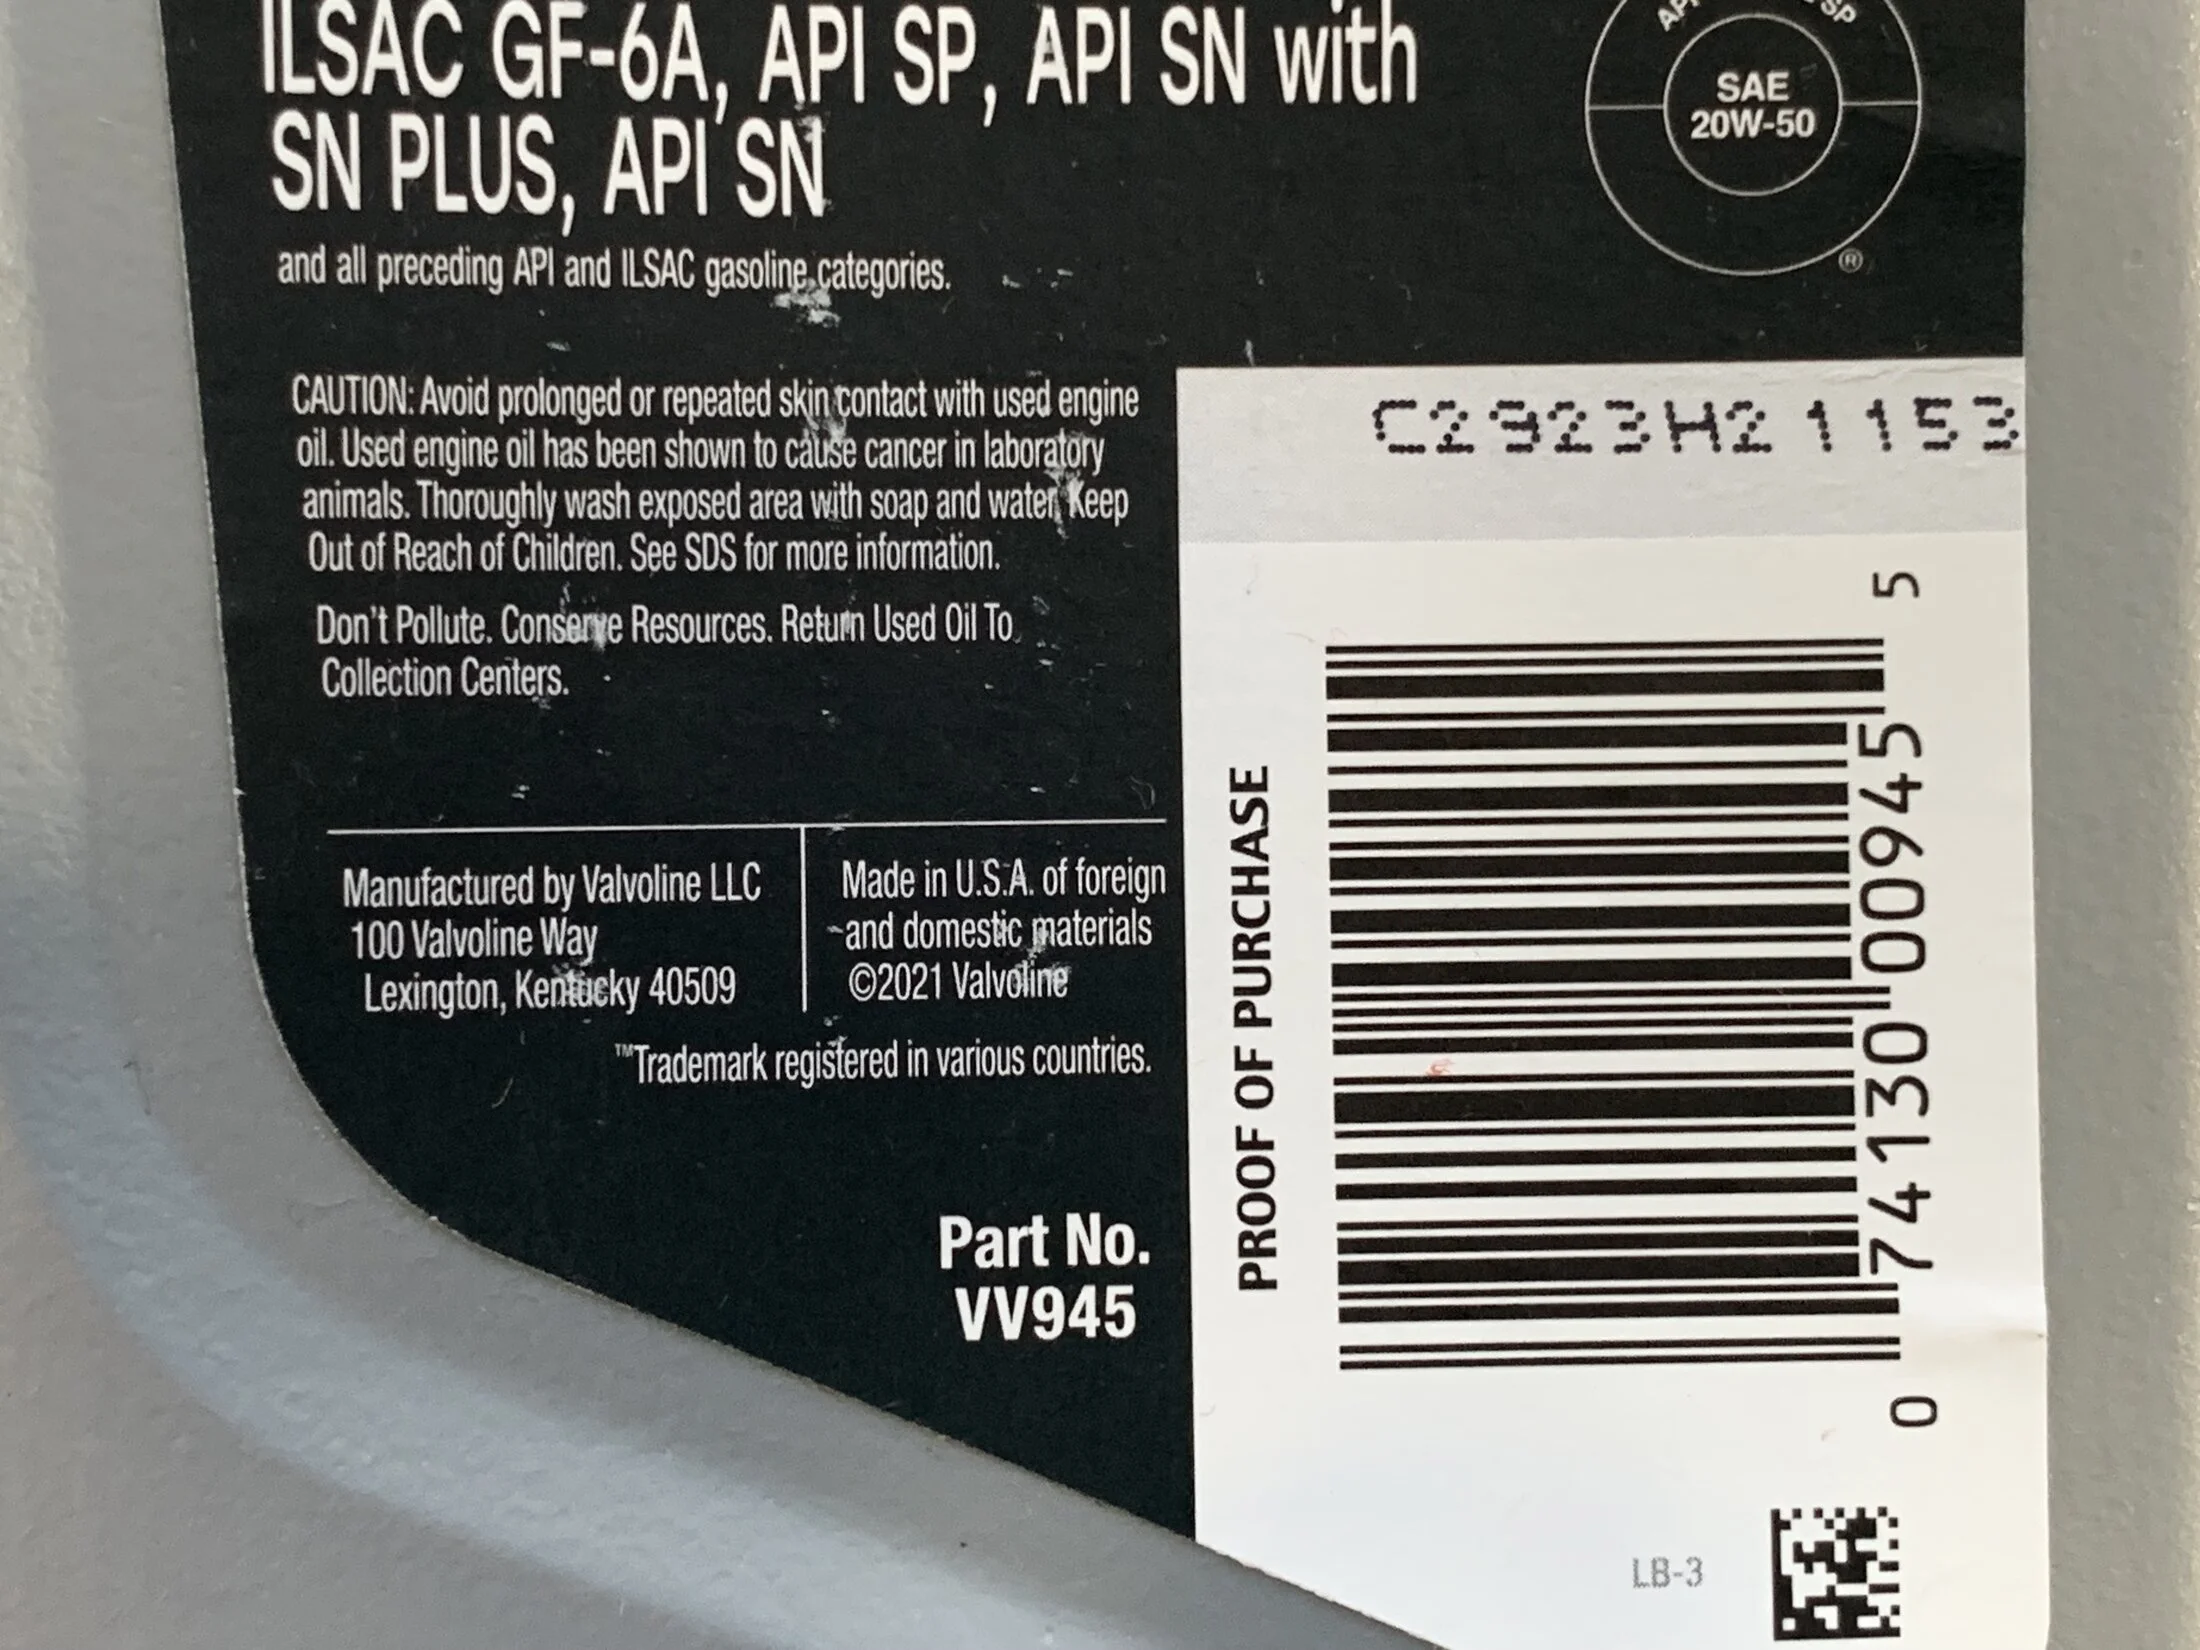 ILSAC GF-6A, API SP, API SN with
SN PLUS, API SN
and all preceding API and ILSAC gasoline categories.
SP
SAE
20W-50
®
CAUTION: Avoid prolonged or repeated skin contact with used engine
oil. Used engine oil has been shown to cause cancer in laboratory
animals. Thoroughly wash exposed area with soap and water. Keep
Out of Reach of Children. See SDS for more information.
Don't Pollute. Conserve Resources. Return Used Oil To
Collection Centers.
Manufactured by Valvoline LLC
100 Valvoline Way
Lexington, Kentucky 40509
Made in U.S.A. of foreign
and domestic materials
©2021 Valvoline
™Trademark registered in various countries.
Part No.
VV945
C2923H21153
PROOF OF PURCHASE
0 74130 00945 5
LB-3